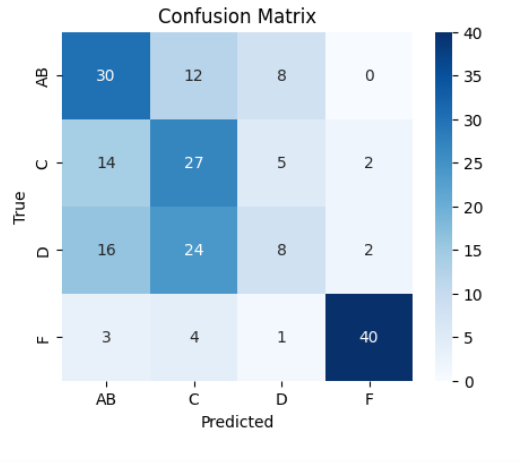 Confusion Matrix
AB 30 12 8 0
C 14 27 5 2
D 16 24 8 2
F 3 4 1 40
AB C D F
Predicted
True
40
35
30
25
20
15
10
5
0